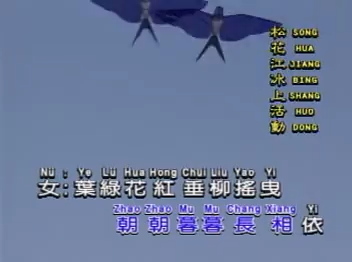 松 SONG
花 HUA
江 JIANG
冰 BING
上 SHANG
活 HUO
動 DONG
Nü : Ye Lü Hua Hong Chui Liu Yao Yi
女:葉綠花紅垂柳搖曳
Zhao Zhao Mu Mu Chang Xiang Yi
朝朝暮暮長相依